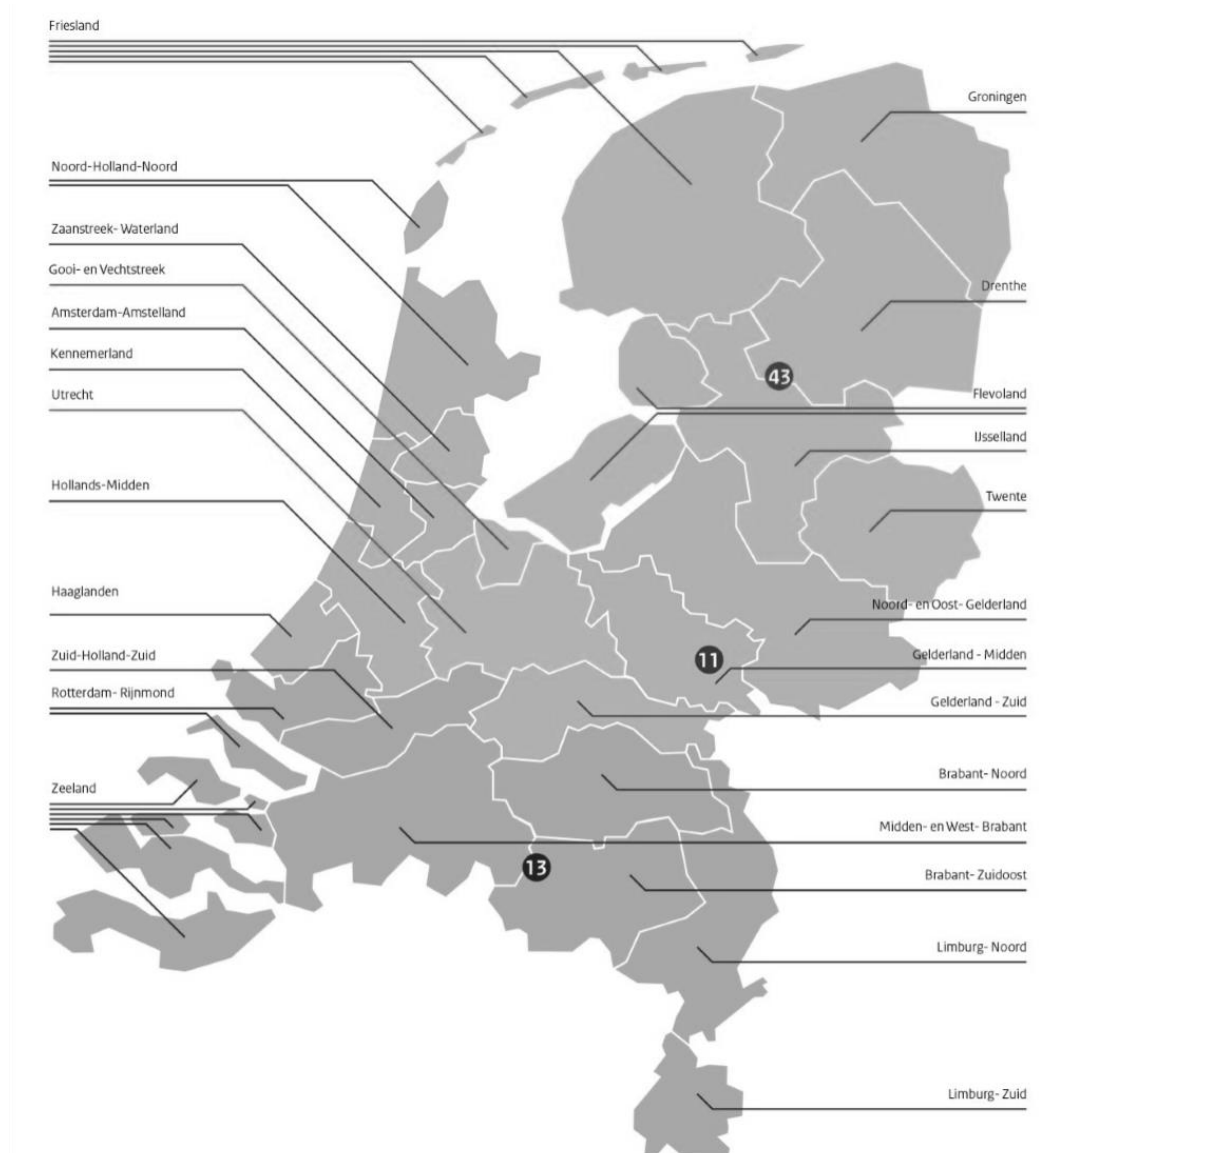 Friesland
Groningen
Noord-Holland-Noord
Zaanstreek- Waterland
Gooi- en Vechtstreek
Drenthe
Amsterdam-Amstelland
Kennemerland
43
Utrecht
Flevoland
IJsselland
Hollands-Midden
Twente
Haaglanden
Noord- en Oost- Gelderland
Zuid-Holland-Zuid
11
Gelderland - Midden
Rotterdam- Rijnmond
Gelderland - Zuid
Brabant- Noord
Zeeland
Midden- en West- Brabant
13
Brabant- Zuidoost
Limburg- Noord
Limburg- Zuid